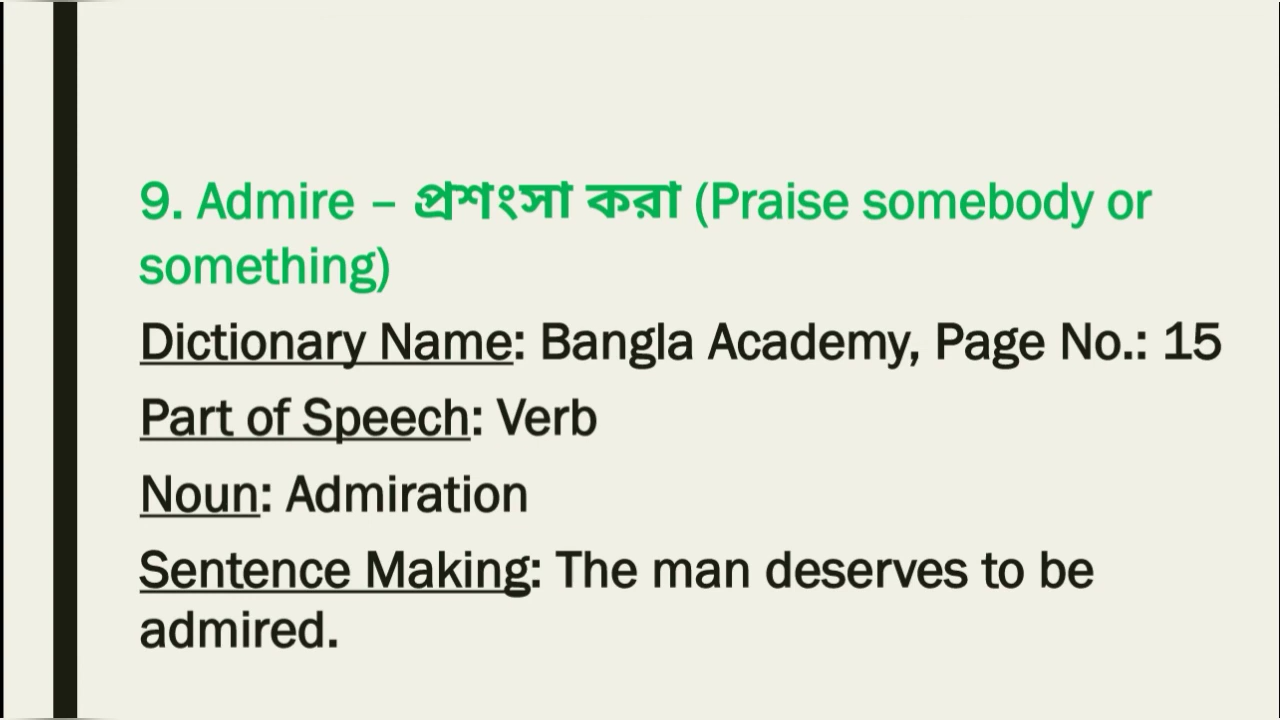 9. Admire – প্রশংসা করা (Praise somebody or
something)
Dictionary Name: Bangla Academy, Page No.: 15
Part of Speech: Verb
Noun: Admiration
Sentence Making: The man deserves to be
admired.